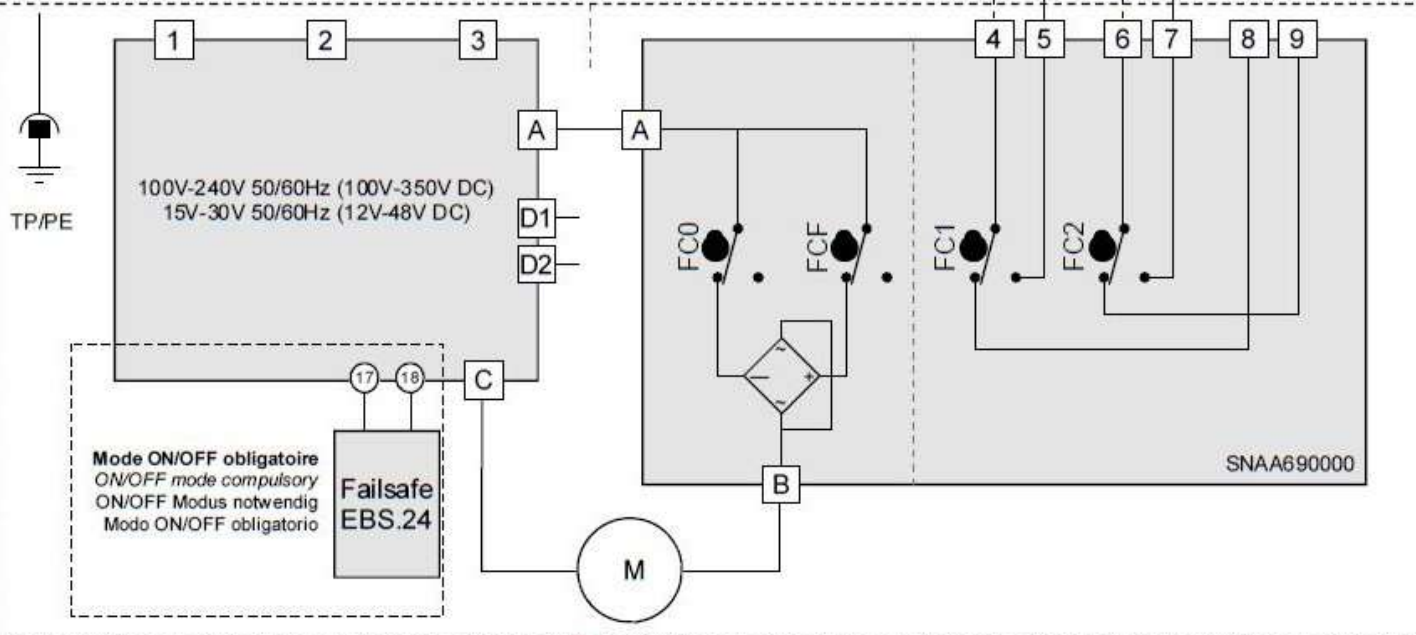 1
2
3
4
5
6
7
8
9
A
A
100V-240V 50/60Hz (100V-350V DC)
15V-30V 50/60Hz (12V-48V DC)
TP/PE
D1
D2
FC0
FCF
FC1
FC2
~
— +
~
17
18
C
Mode ON/OFF obligatoire
ON/OFF mode compulsory
ON/OFF Modus notwendig
Modo ON/OFF obligatorio
Failsafe
EBS.24
SNAA690000
B
M